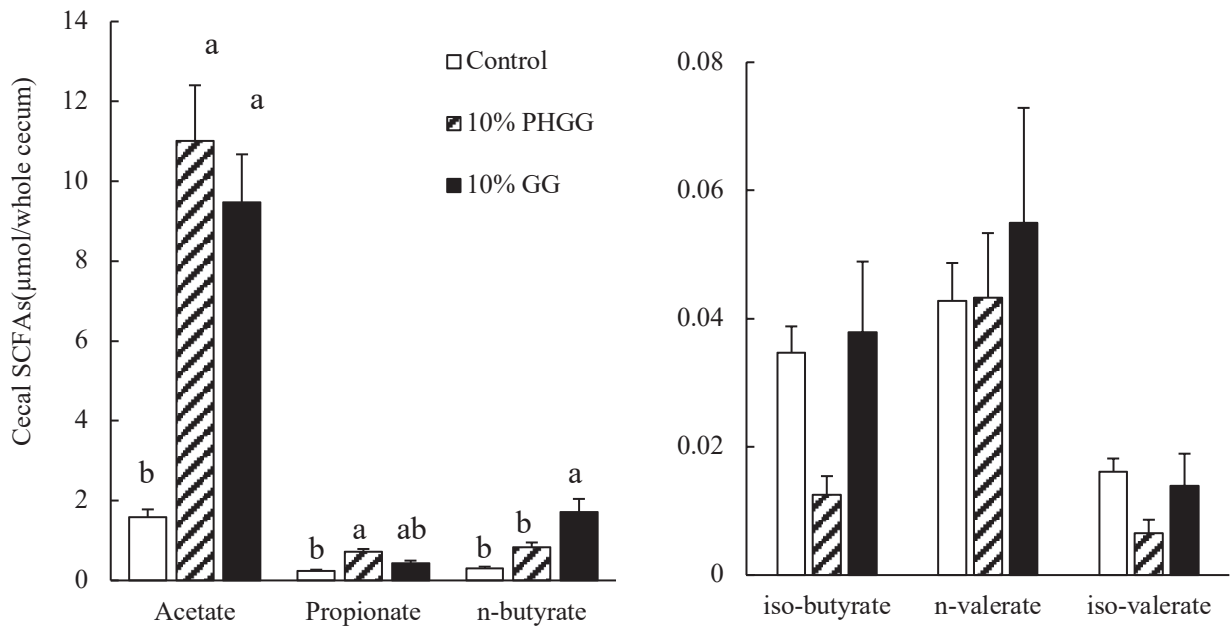 Cecal SCFAs(μmol/whole cecum)
14
12
10
8
6
4
2
0
a
a
b
b
a
ab
b
b
a
Control
10% PHGG
10% GG
Acetate Propionate n-butyrate
0.08
0.06
0.04
0.02
0
iso-butyrate n-valerate iso-valerate